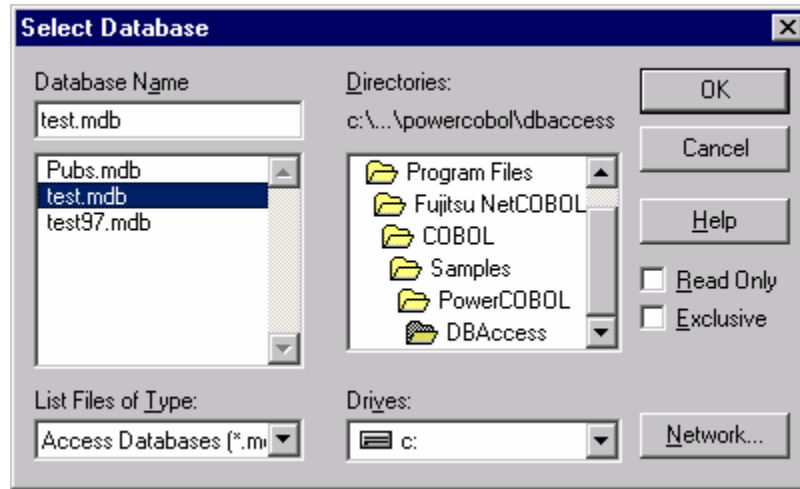 Select Database
Database Name
test.mdb
Pubs.mdb
test.mdb
test97.mdb
List Files of Type:
Access Databases (*.m
Directories:
c:\...\powercobol\dbaccess
Program Files
Fujitsu NetCOBOL
COBOL
Samples
PowerCOBOL
DBAccess
Drives:
c:
OK
Cancel
Help
Read Only
Exclusive
Network...